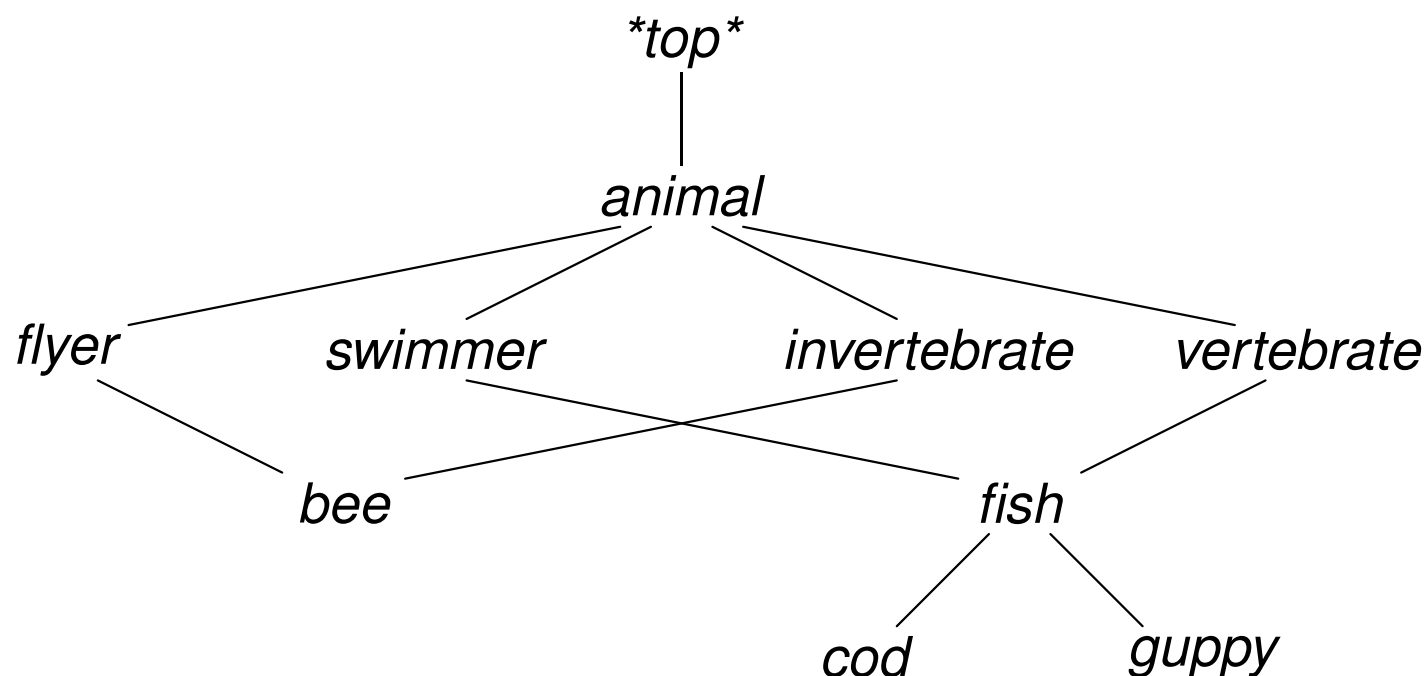 *top*
animal
flyer swimmer invertebrate vertebrate
bee fish
cod guppy